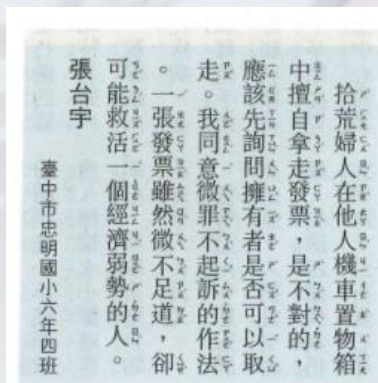 拾荒婦人在他人機車置物箱
中擅自拿走發票，是不對的，
應該先詢問擁有者是否可以取
走。我同意微罪不起訴的作法
。一張發票雖然微不足道，卻
可能救活一個經濟弱勢的人。
張台宇
臺中市忠明國小六年四班